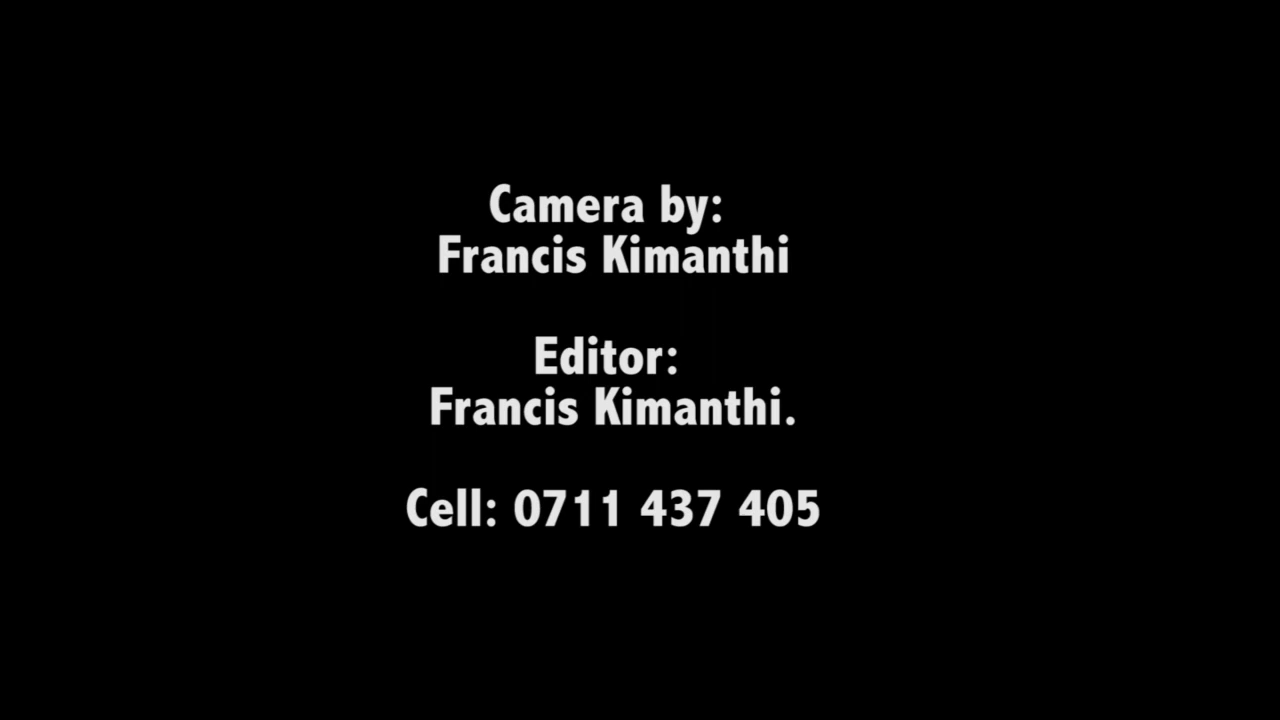 Camera by:
Francis Kimanthi
Editor:
Francis Kimanthi.
Cell: 0711 437 405